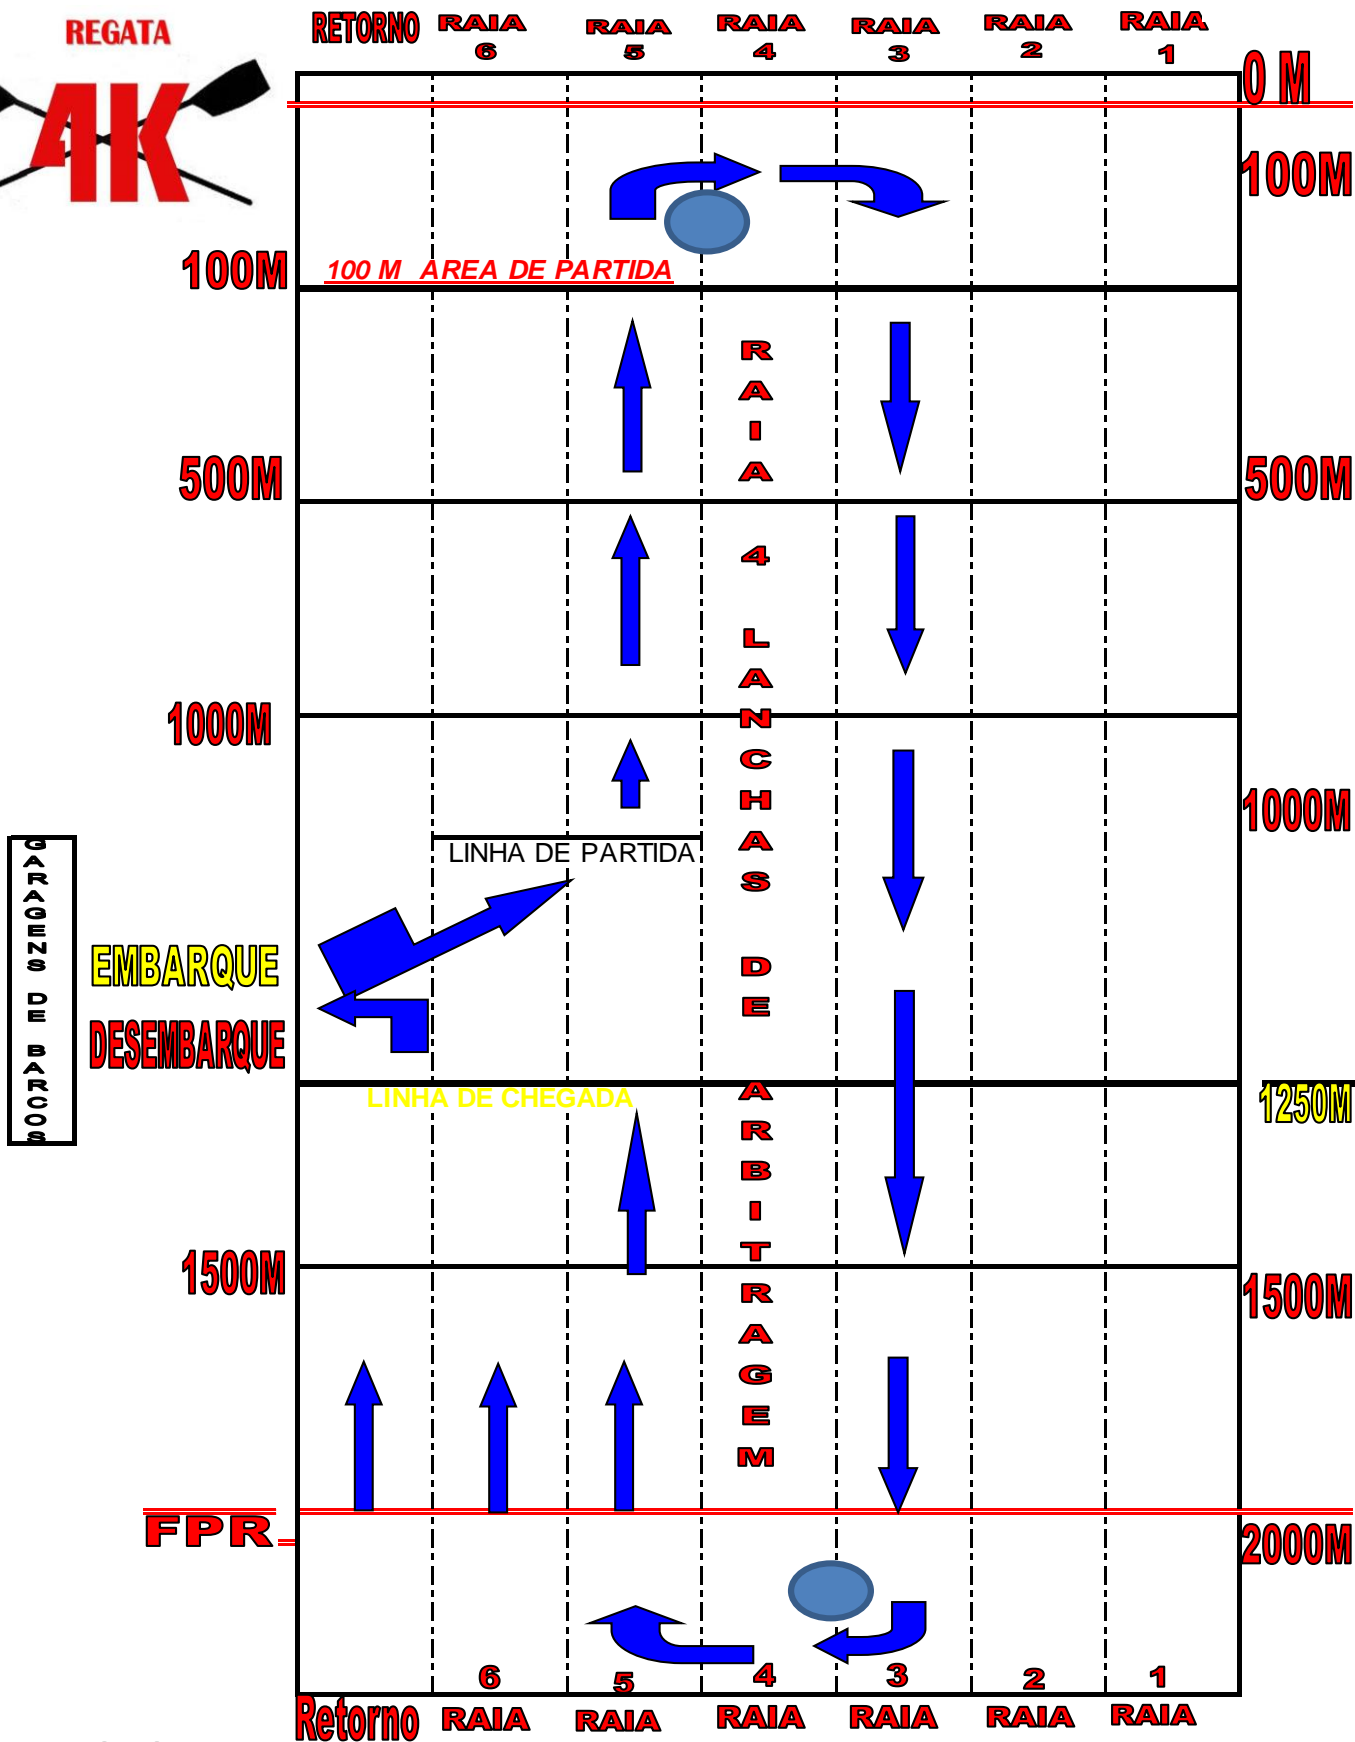 REGATA
4K
RETORNO
RAIA 6
RAIA 5
RAIA 4
RAIA 3
RAIA 2
RAIA 1
0 M
100M
100M
100 M AREA DE PARTIDA
500M
500M
1000M
1000M
RAIA 4 LANCHAS DE ARBITRAGEM
LINHA DE PARTIDA
GARAGENS DE BARCOS
EMBARQUE
DESEMBARQUE
LINHA DE CHEGADA
1250M
1500M
1500M
FPR
2000M
6
5
4
3
2
1
Retorno
RAIA
RAIA
RAIA
RAIA
RAIA
RAIA